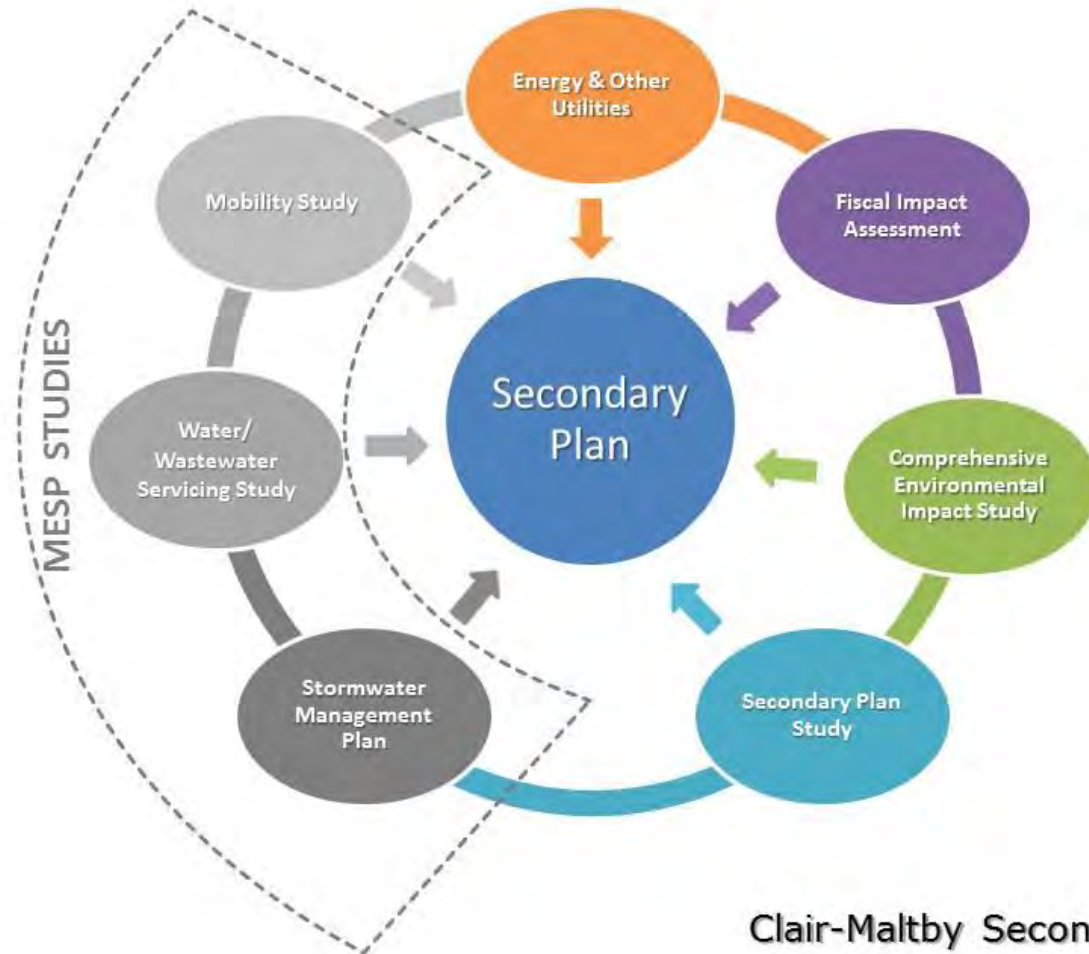 Energy & Other
Utilities
Mobility Study
Fiscal Impact
Assessment
MESP STUDIES
Secondary
Plan
Water/
Wastewater
Servicing Study
Comprehensive
Environmental
Impact Study
Stormwater
Management
Plan
Secondary Plan
Study
Clair-Maltby Secon